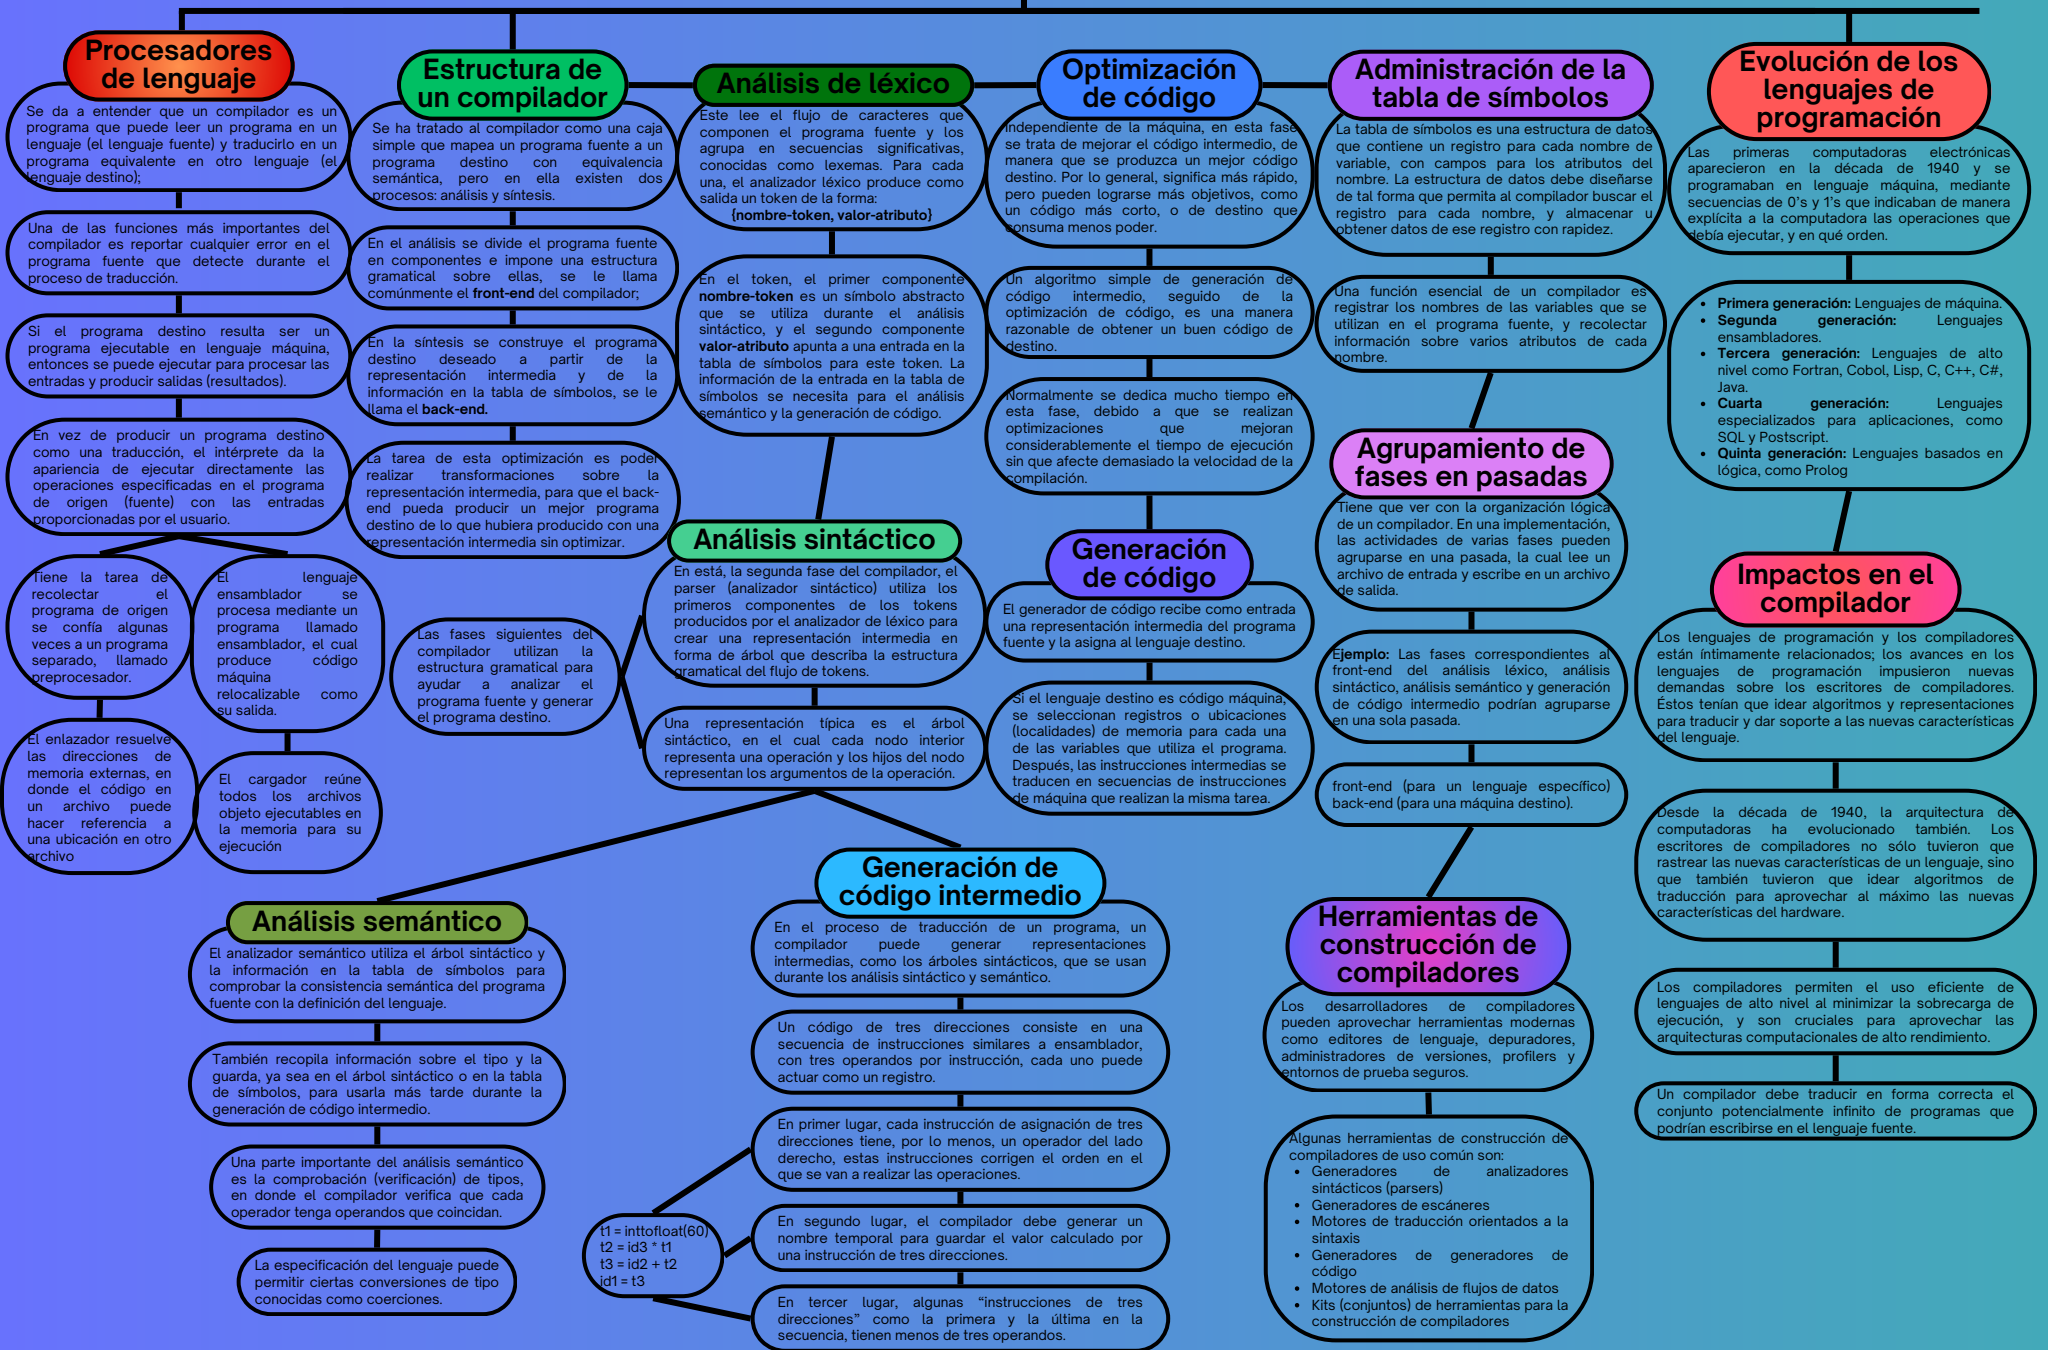 Procesadores
de lenguaje
Se da a entender que un compilador es un
programa que puede leer un programa en un
lenguaje (el lenguaje fuente) y traducirlo en un
programa equivalente en otro lenguaje (el
lenguaje destino);
Una de las funciones más importantes del
compilador es reportar cualquier error en el
programa fuente que detecte durante el
proceso de traducción.
Si el programa destino resulta ser un
programa ejecutable en lenguaje máquina,
entonces se puede ejecutar para procesar las
entradas y producir salidas (resultados).
En vez de producir un programa destino
como una traducción, el intérprete da la
apariencia de ejecutar directamente las
operaciones especificadas en el programa
de origen (fuente) con las entradas
proporcionadas por el usuario.
Tiene la tarea de
recolectar el
programa de origen
se confía algunas
veces a un programa
separado, llamado
preprocesador.
El enlazador resuelve
las direcciones de
memoria externas, en
donde el código en
un archivo puede
hacer referencia a
una ubicación en otro
archivo
El lenguaje
ensamblador se
procesa mediante un
programa llamado
ensamblador, el cual
produce código
máquina
relocalizable como
su salida.
El cargador reúne
todos los archivos
objeto ejecutables en
la memoria para su
ejecución
Estructura de
un compilador
Se ha tratado al compilador como una caja
simple que mapea un programa fuente a un
programa destino con equivalencia
semántica, pero en ella existen dos
procesos: análisis y síntesis.
En el análisis se divide el programa fuente
en componentes e impone una estructura
gramatical sobre ellas, se le llama
comúnmente el front-end del compilador;
En la síntesis se construye el programa
destino deseado a partir de la
representación intermedia y de la
información en la tabla de símbolos, se le
llama el back-end.
La tarea de esta optimización es poder
realizar transformaciones sobre la
representación intermedia, para que el back-
end pueda producir un mejor programa
destino de lo que hubiera producido con una
representación intermedia sin optimizar.
Análisis de léxico
Este lee el flujo de caracteres que
componen el programa fuente y los
agrupa en secuencias significativas,
conocidas como lexemas. Para cada
una, el analizador léxico produce como
salida un token de la forma:
{nombre-token, valor-atributo}
En el token, el primer componente
nombre-token es un símbolo abstracto
que se utiliza durante el análisis
sintáctico, y el segundo componente
valor-atributo apunta a una entrada en la
tabla de símbolos para este token. La
información de la entrada en la tabla de
símbolos se necesita para el análisis
semántico y la generación de código.
Análisis sintáctico
En está, la segunda fase del compilador, el
parser (analizador sintáctico) utiliza los
primeros componentes de los tokens
producidos por el analizador de léxico para
crear una representación intermedia en
forma de árbol que describa la estructura
gramatical del flujo de tokens.
Las fases siguientes del
compilador utilizan la
estructura gramatical para
ayudar a analizar el
programa fuente y generar
el programa destino.
Una representación típica es el árbol
sintáctico, en el cual cada nodo interior
representa una operación y los hijos del nodo
representan los argumentos de la operación.
Análisis semántico
El analizador semántico utiliza el árbol sintáctico y
la información en la tabla de símbolos para
comprobar la consistencia semántica del programa
fuente con la definición del lenguaje.
También recopila información sobre el tipo y la
guarda, ya sea en el árbol sintáctico o en la tabla
de símbolos, para usarla más tarde durante la
generación de código intermedio.
Una parte importante del análisis semántico
es la comprobación (verificación) de tipos,
en donde el compilador verifica que cada
operador tenga operandos que coincidan.
La especificación del lenguaje puede
permitir ciertas conversiones de tipo
conocidas como coerciones.
Generación de
código intermedio
En el proceso de traducción de un programa, un
compilador puede generar representaciones
intermedias, como los árboles sintácticos, que se usan
durante los análisis sintáctico y semántico.
Un código de tres direcciones consiste en una
secuencia de instrucciones similares a ensamblador,
con tres operandos por instrucción, cada uno puede
actuar como un registro.
En primer lugar, cada instrucción de asignación de tres
direcciones tiene, por lo menos, un operador del lado
derecho, estas instrucciones corrigen el orden en el
que se van a realizar las operaciones.
En segundo lugar, el compilador debe generar un
nombre temporal para guardar el valor calculado por
una instrucción de tres direcciones.
En tercer lugar, algunas “instrucciones de tres
direcciones” como la primera y la última en la
secuencia, tienen menos de tres operandos.
t1 = inttofloat(60)
t2 = id3 * t1
t3 = id2 + t2
id1 = t3
Optimización
de código
Independiente de la máquina, en esta fase
se trata de mejorar el código intermedio, de
manera que se produzca un mejor código
destino. Por lo general, significa más rápido,
pero pueden lograrse más objetivos, como
un código más corto, o de destino que
consuma menos poder.
Un algoritmo simple de generación de
código intermedio, seguido de la
optimización de código, es una manera
razonable de obtener un buen código de
destino.
Normalmente se dedica mucho tiempo en
esta fase, debido a que se realizan
optimizaciones que mejoran
considerablemente el tiempo de ejecución
sin que afecte demasiado la velocidad de la
compilación.
Generación
de código
El generador de código recibe como entrada
una representación intermedia del programa
fuente y la asigna al lenguaje destino.
Si el lenguaje destino es código máquina,
se seleccionan registros o ubicaciones
(localidades) de memoria para cada una
de las variables que utiliza el programa.
Después, las instrucciones intermedias se
traducen en secuencias de instrucciones
de máquina que realizan la misma tarea.
Administración de la
tabla de símbolos
La tabla de símbolos es una estructura de datos
que contiene un registro para cada nombre de
variable, con campos para los atributos del
nombre. La estructura de datos debe diseñarse
de tal forma que permita al compilador buscar el
registro para cada nombre, y almacenar u
obtener datos de ese registro con rapidez.
Una función esencial de un compilador es
registrar los nombres de las variables que se
utilizan en el programa fuente, y recolectar
información sobre varios atributos de cada
nombre.
Agrupamiento de
fases en pasadas
Tiene que ver con la organización lógica
de un compilador. En una implementación,
las actividades de varias fases pueden
agruparse en una pasada, la cual lee un
archivo de entrada y escribe en un archivo
de salida.
Ejemplo: Las fases correspondientes al
front-end del análisis léxico, análisis
sintáctico, análisis semántico y generación
de código intermedio podrían agruparse
en una sola pasada.
front-end (para un lenguaje específico)
back-end (para una máquina destino).
Herramientas de
construcción de
compiladores
Los desarrolladores de compiladores
pueden aprovechar herramientas modernas
como editores de lenguaje, depuradores,
administradores de versiones, profilers y
entornos de prueba seguros.
Algunas herramientas de construcción de
compiladores de uso común son:
• Generadores de analizadores
sintácticos (parsers)
• Generadores de escáneres
• Motores de traducción orientados a la
sintaxis
• Generadores de generadores de
código
• Motores de análisis de flujos de datos
• Kits (conjuntos) de herramientas para la
construcción de compiladores
Evolución de los
lenguajes de
programación
Las primeras computadoras electrónicas
aparecieron en la década de 1940 y se
programaban en lenguaje máquina, mediante
secuencias de 0's y 1's que indicaban de manera
explícita a la computadora las operaciones que
debía ejecutar, y en qué orden.
• Primera generación: Lenguajes de máquina.
• Segunda generación: Lenguajes
ensambladores.
• Tercera generación: Lenguajes de alto
nivel como Fortran, Cobol, Lisp, C, C++, C#,
Java.
• Cuarta generación: Lenguajes
especializados para aplicaciones, como
SQL y Postscript.
• Quinta generación: Lenguajes basados en
lógica, como Prolog
Impactos en el
compilador
Los lenguajes de programación y los compiladores
están íntimamente relacionados; los avances en los
lenguajes de programación impusieron nuevas
demandas sobre los escritores de compiladores.
Éstos tenían que idear algoritmos y representaciones
para traducir y dar soporte a las nuevas características
del lenguaje.
Desde la década de 1940, la arquitectura de
computadoras ha evolucionado también. Los
escritores de compiladores no sólo tuvieron que
rastrear las nuevas características de un lenguaje, sino
que también tuvieron que idear algoritmos de
traducción para aprovechar al máximo las nuevas
características del hardware.
Los compiladores permiten el uso eficiente de
lenguajes de alto nivel al minimizar la sobrecarga de
ejecución, y son cruciales para aprovechar las
arquitecturas computacionales de alto rendimiento.
Un compilador debe traducir en forma correcta el
conjunto potencialmente infinito de programas que
podrían escribirse en el lenguaje fuente.